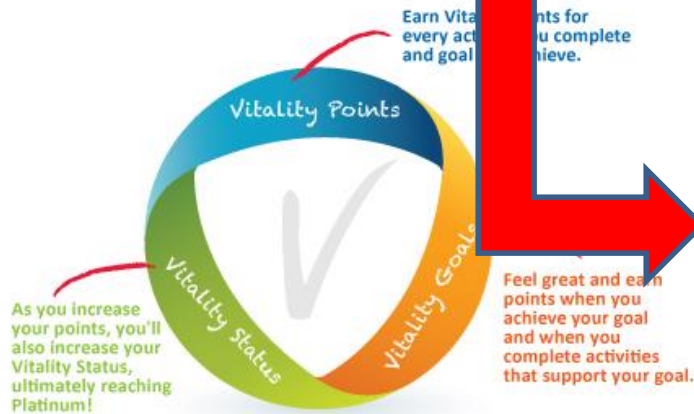 Earn Vita nts for
every act u complete
and goal ieve.
Vitality Points
Vitality Goals
Vitality Status
Feel great and earn
points when you
achieve your goal
and when you
complete activities
that support your goal.
As you increase
your points, you'll
also increase your
Vitality Status,
ultimately reaching
Platinum!